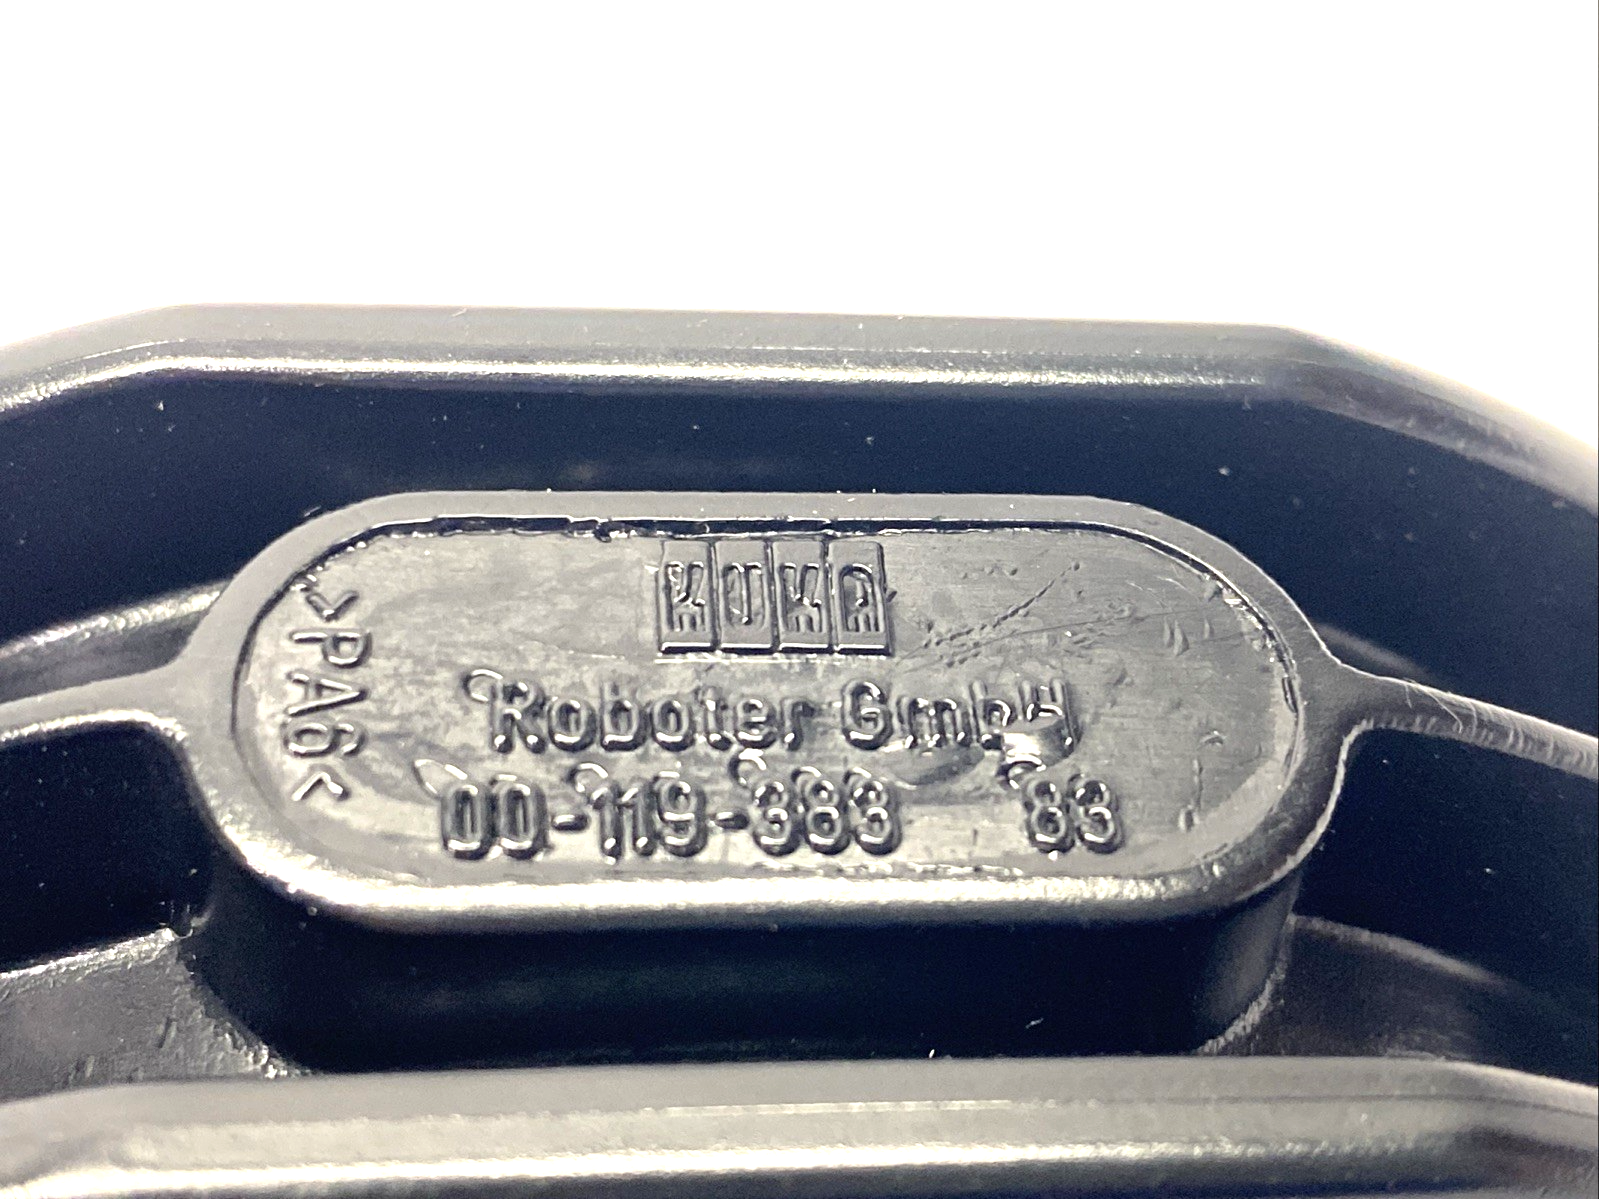 KUKA
Roboter GmbH
00-119-383 83
>PA6<